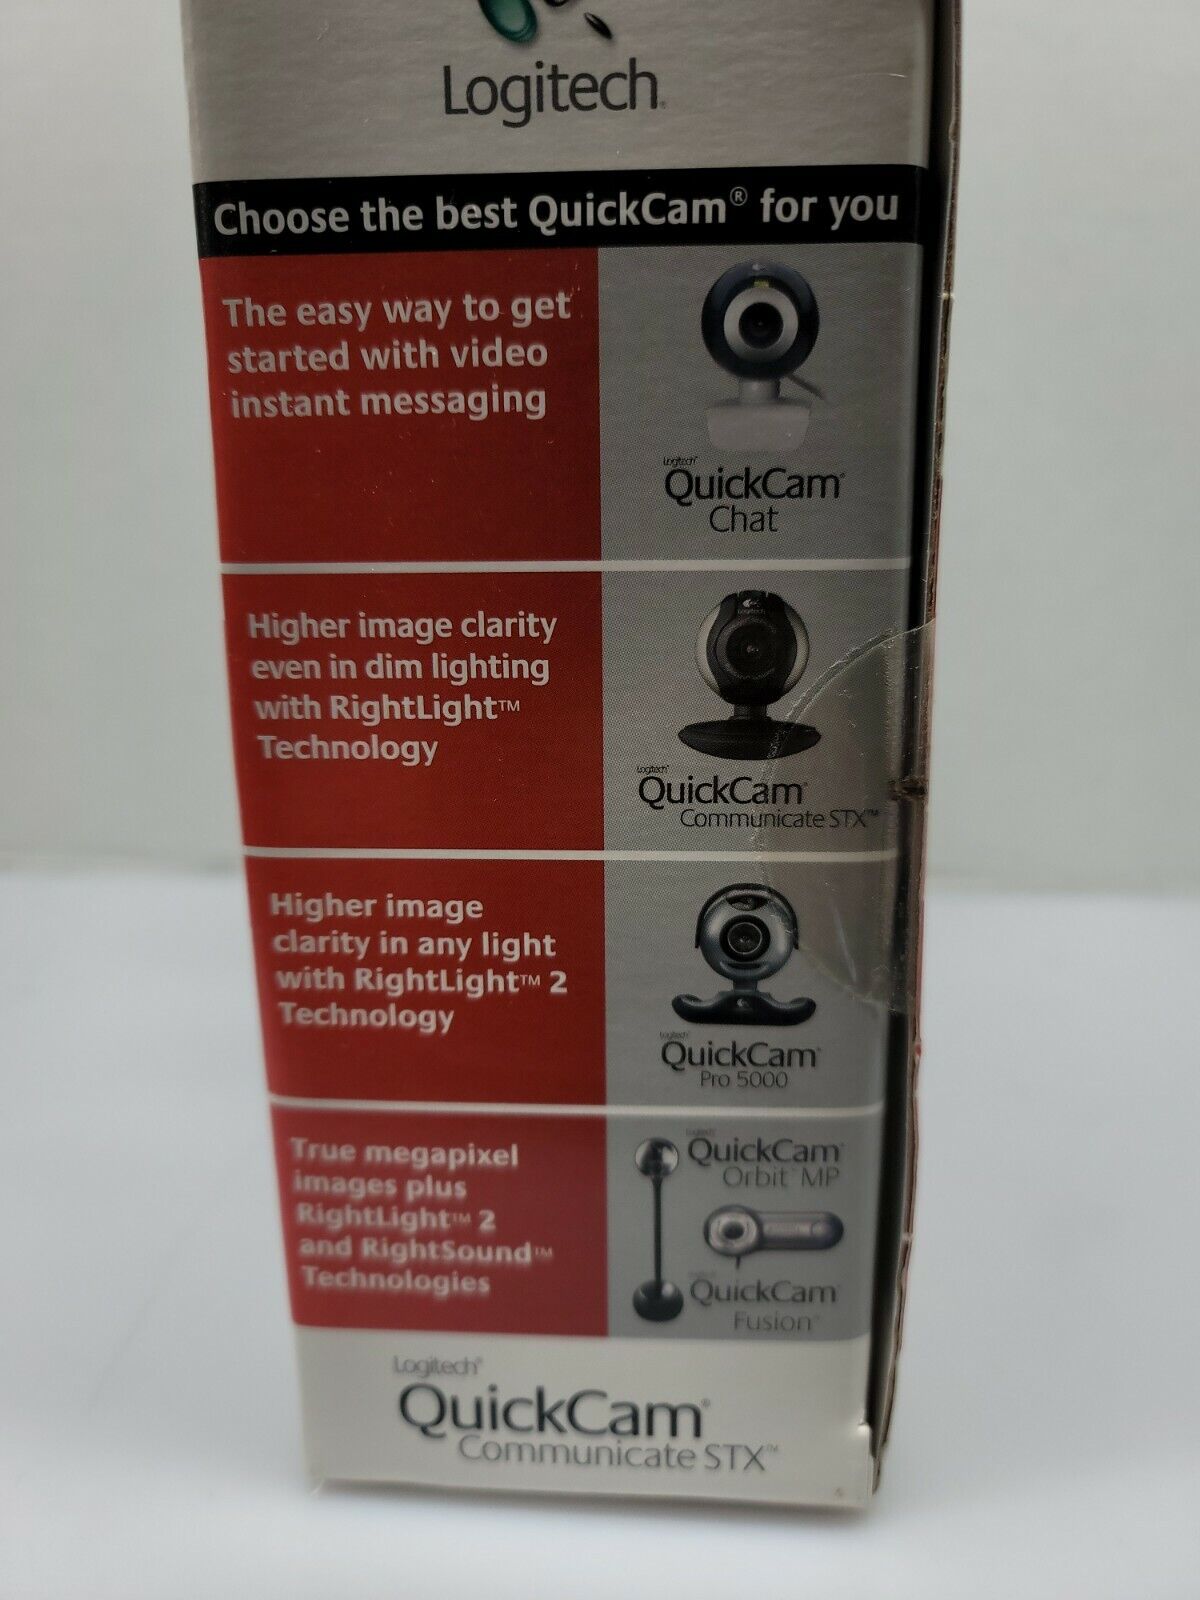 Logitech
Choose the best QuickCam® for you
The easy way to get
started with video
instant messaging
Logitech
QuickCam
Chat
Higher image clarity
even in dim lighting
with RightLight™
Technology
Logitech
Logitech
QuickCam
Communicate STX™
Higher image
clarity in any light
with RightLight™ 2
Technology
Logitech
QuickCam
Pro 5000
True megapixel
images plus
RightLight™ 2
and RightSound™
Technologies
Logitech
QuickCam
Orbit™ MP
QuickCam
Fusion™
Logitech®
QuickCam®
Communicate STX™